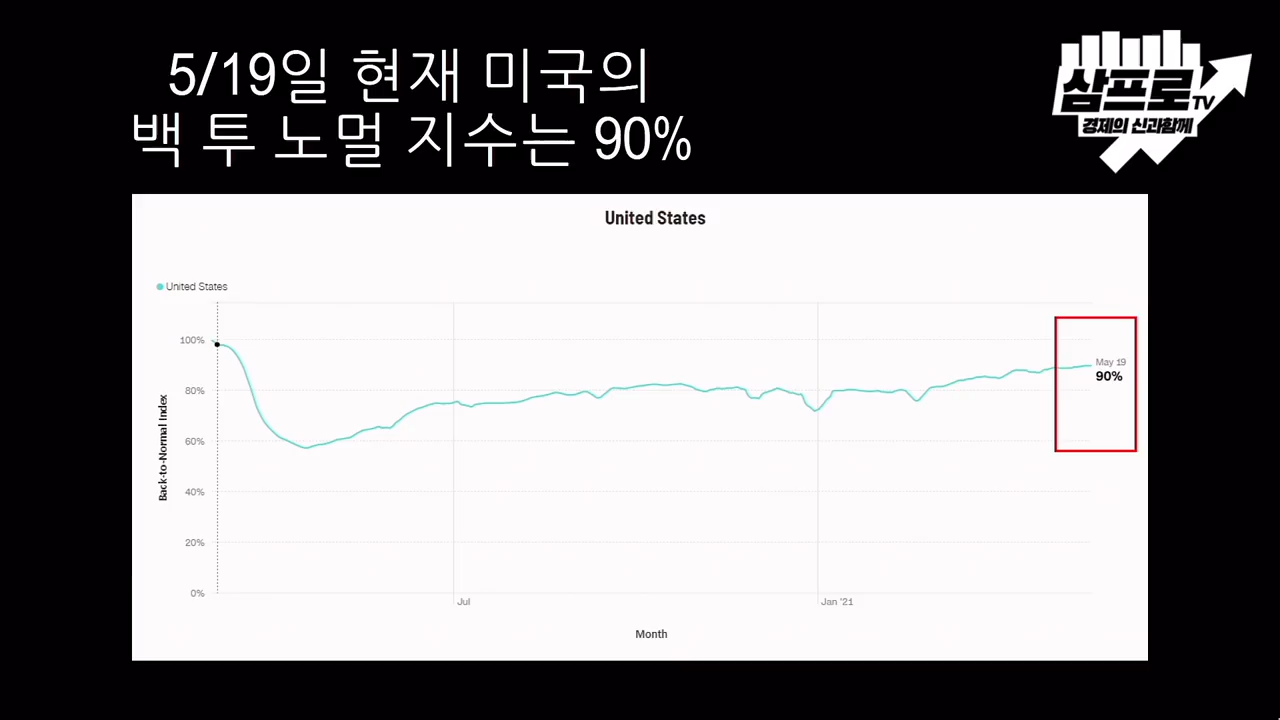 5/19일 현재 미국의
백 투 노멀 지수는 90%
삼프로TV
경제의 신과함께
United States
United States
100%
80%
60%
40%
20%
0%
Back-to-Normal Index
May 19
90%
Jul
Jan '21
Month